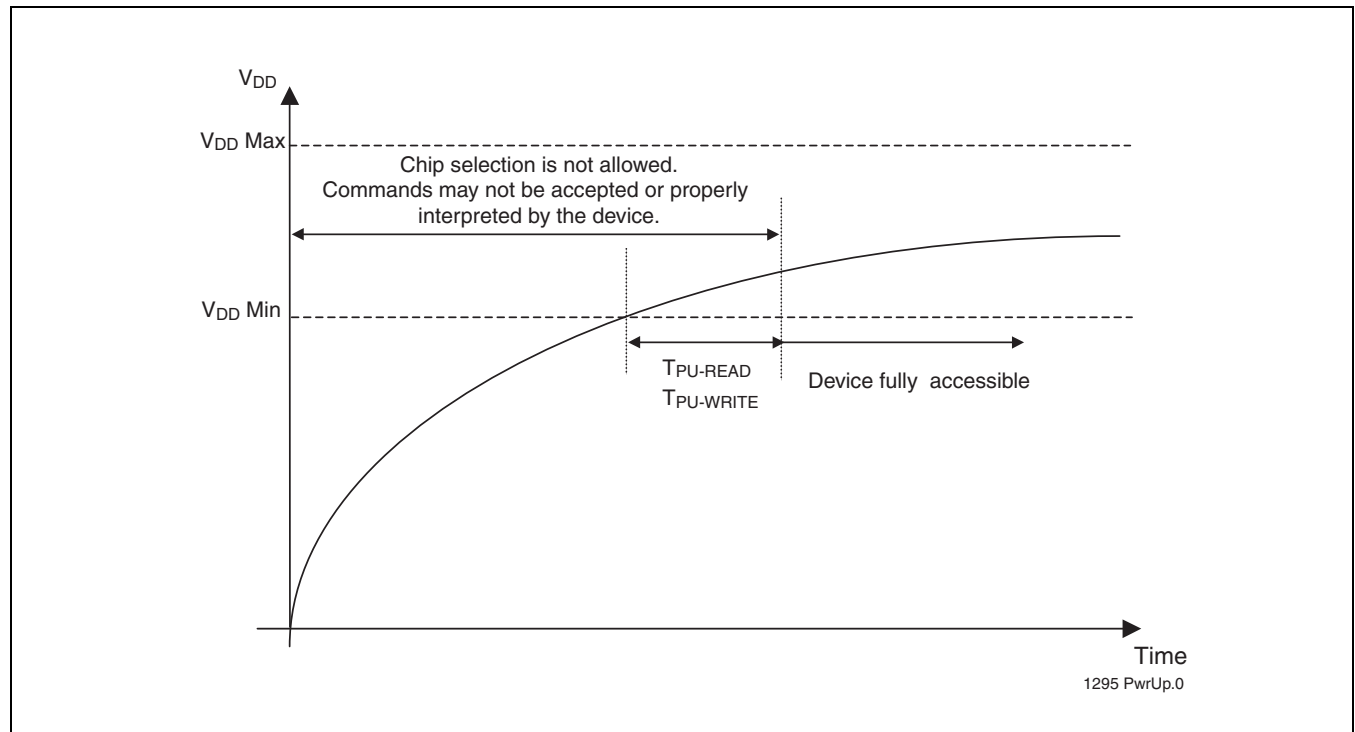 VDD
VDD Max
Chip selection is not allowed.
Commands may not be accepted or properly
interpreted by the device.
VDD Min
TPU-READ
TPU-WRITE
Device fully accessible
Time
1295 PwrUp.0